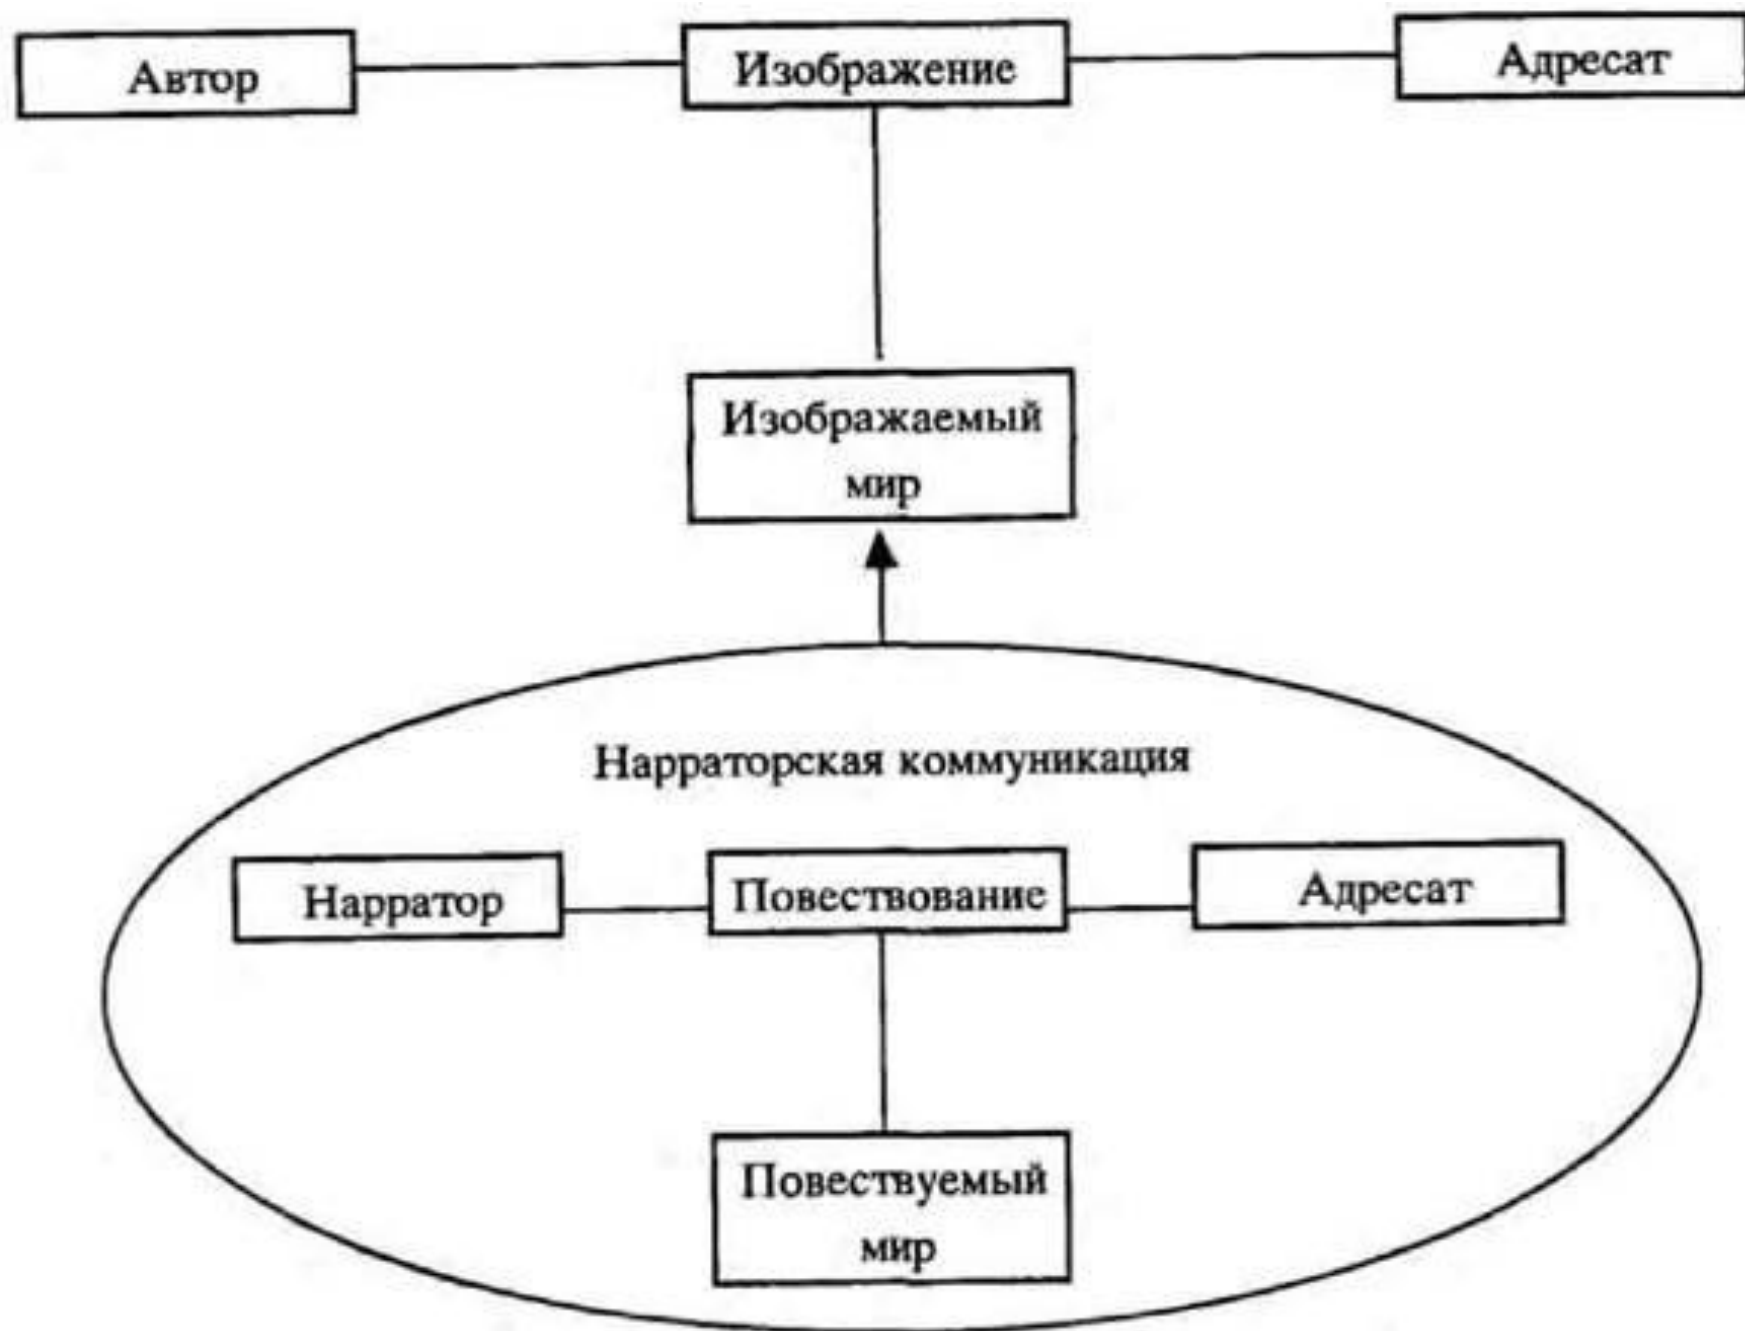 Автор
Изображение
Адресат
Изображаемый
мир
Нарраторская коммуникация
Нарратор
Повествование
Адресат
Повествуемый
мир